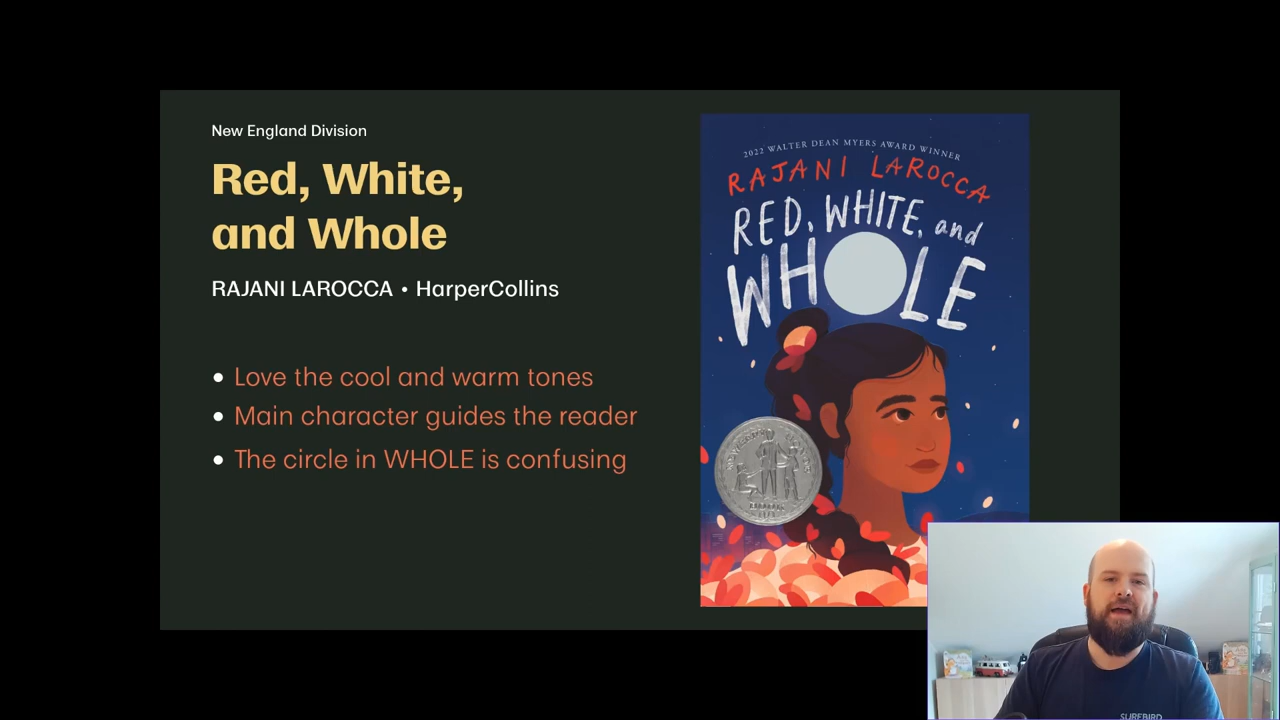 New England Division
Red, White,
and Whole
RAJANI LAROCCA • HarperCollins
• Love the cool and warm tones
• Main character guides the reader
• The circle in WHOLE is confusing
2022 WALTER DEAN MYERS AWARD WINNER
RAJANI LAROCCA
RED, WHITE, and
WHOLE
SUREBIRD